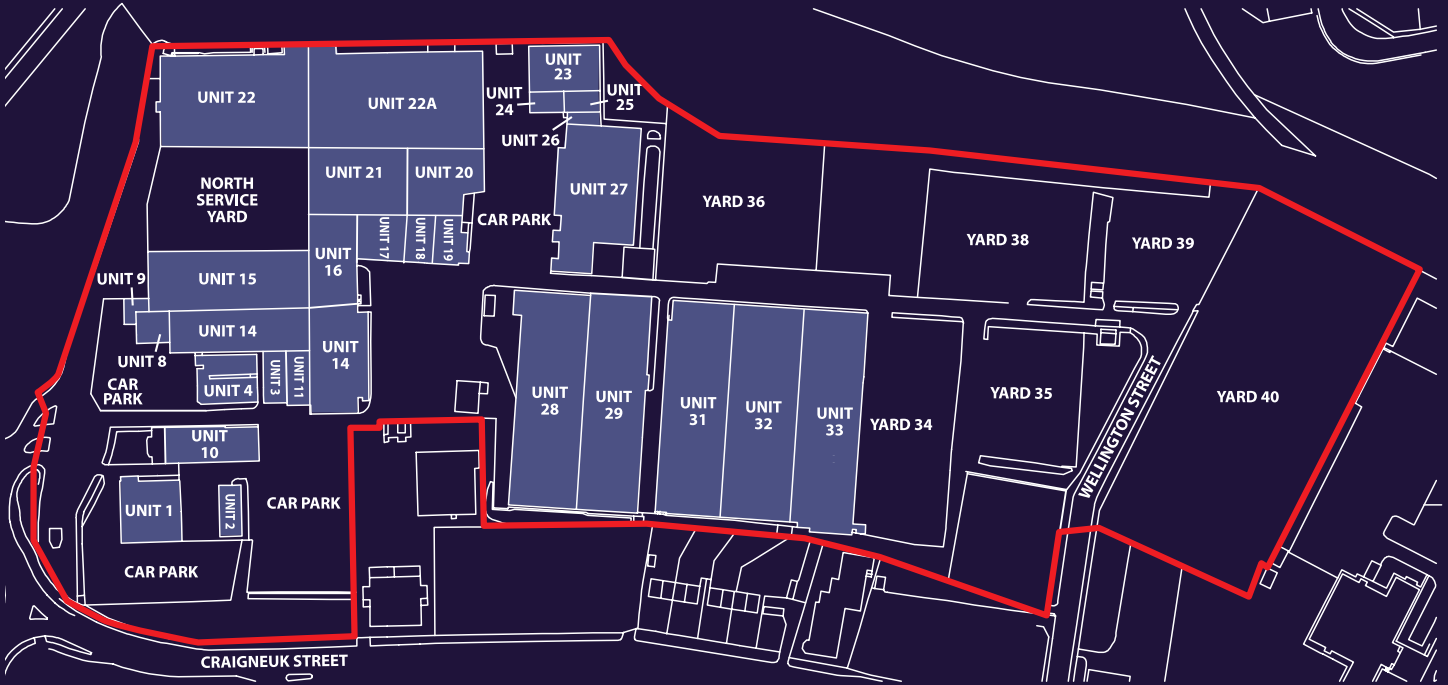 UNIT 22
UNIT 22A
UNIT
23
UNIT
24
UNIT
25
UNIT 26
UNIT 27
NORTH
SERVICE
YARD
UNIT 21
UNIT 20
CAR PARK
UNIT 17
UNIT 18
UNIT 19
UNIT
16
UNIT 9
UNIT 15
UNIT 14
UNIT
14
UNIT 8
CAR
PARK
UNIT 4
UNIT 3
UNIT 11
UNIT
10
UNIT 1
UNIT 2
CAR PARK
CAR PARK
CRAIGNEUK STREET
UNIT
28
UNIT
29
UNIT
31
UNIT
32
UNIT
33
YARD 34
YARD 35
YARD 36
YARD 38
YARD 39
YARD 40
WELLINGTON STREET